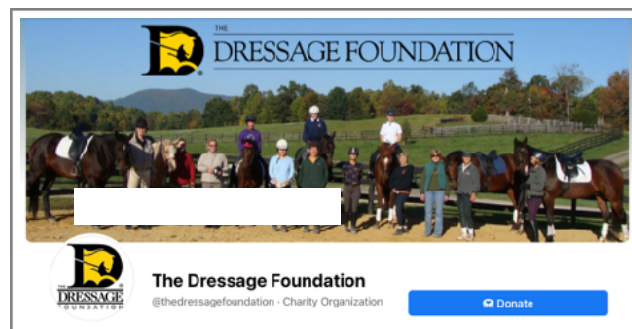 THE
DRESSAGE FOUNDATION
THE
DRESSAGE
FOUNDATION
The Dressage Foundation
@thedressagefoundation · Charity Organization
Donate